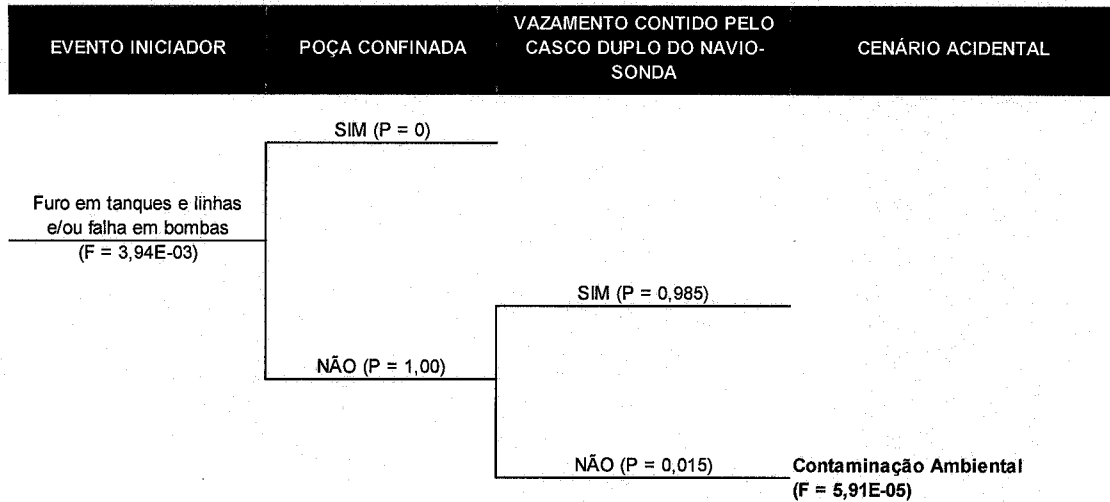 EVENTO INICIADOR
POÇA CONFINADA
VAZAMENTO CONTIDO PELO
CASCO DUPLO DO NAVIO-
SONDA
CENÁRIO ACIDENTAL
SIM (P = 0)
Furo em tanques e linhas
e/ou falha em bombas
(F = 3,94E-03)
SIM (P = 0,985)
NÃO (P = 1,00)
NÃO (P = 0,015)
Contaminação Ambiental
(F = 5,91E-05)